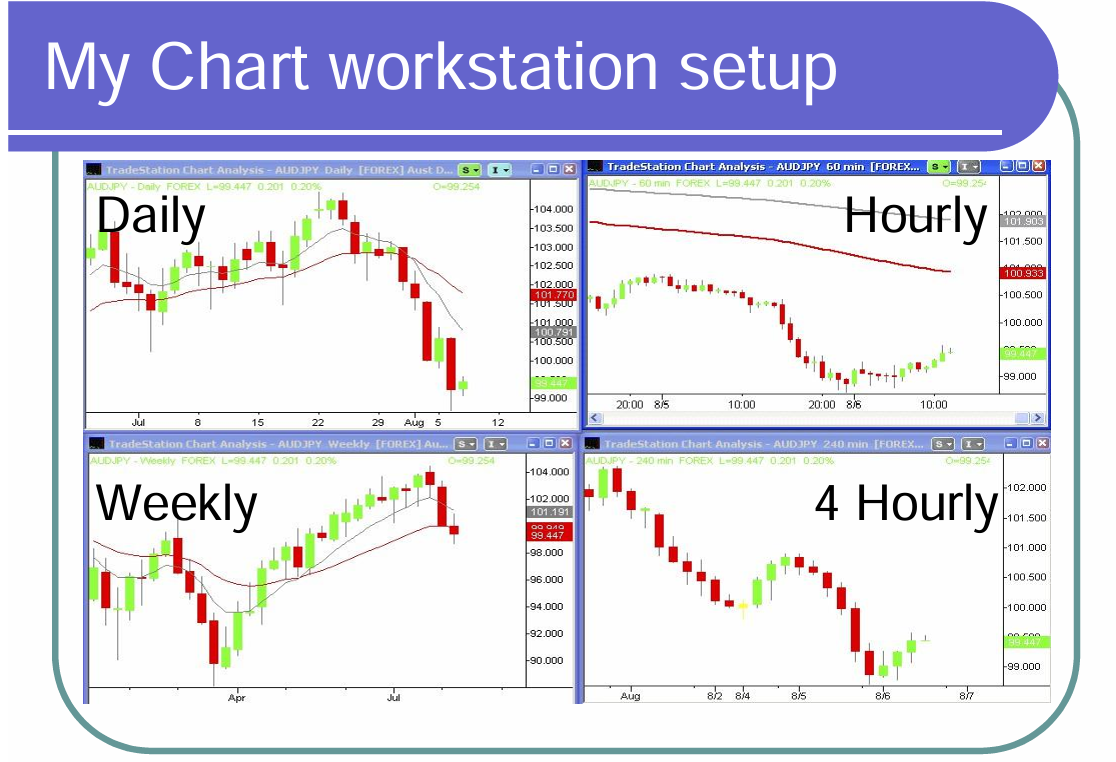 My Chart workstation setup
TradeStation Chart Analysis - AUDJPY Daily [FOREX] Aust D...
S
I
AUDJPY - Daily FOREX L=99.447 0.201 0.20% O=99.254
Daily
104.000
103.500
103.000
102.500
102.000
101.770
101.500
101.000
100.791
100.500
100.000
99.447
99.000
Jul 8 15 22 29 Aug 5 12
TradeStation Chart Analysis - AUDJPY 60 min [FOREX...
S
I
AUDJPY - 60 min FOREX L=99.447 0.201 0.20% O=99.25
Hourly
102.000
101.903
101.500
100.933
100.500
100.000
99.447
99.000
20:00 8/5 10:00 20:00 8/6 10:00
TradeStation Chart Analysis - AUDJPY Weekly [FOREX] Au...
S
I
AUDJPY - Weekly FOREX L=99.447 0.201 0.20% O=99.254
Weekly
104.000
102.000
101.191
99.949
99.447
98.000
96.000
94.000
92.000
90.000
Apr Jul
TradeStation Chart Analysis - AUDJPY 240 min [FOREX...
S
I
AUDJPY - 240 min FOREX L=99.447 0.201 0.20% O=99.25
4 Hourly
102.000
101.500
101.000
100.500
100.000
99.447
99.000
Aug 8/2 8/4 8/5 8/6 8/7